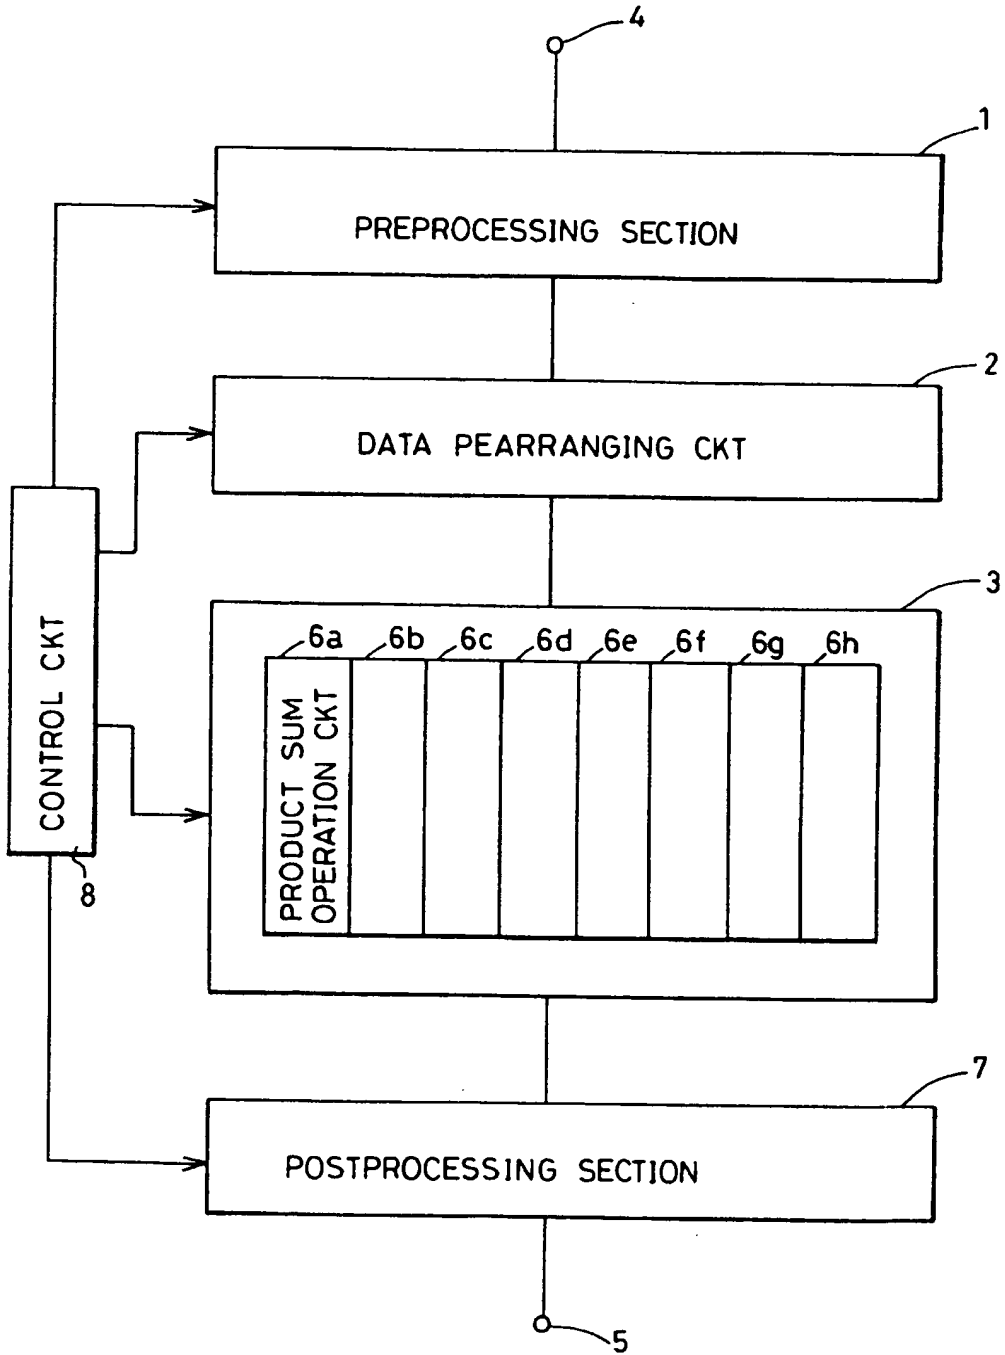 4
1
PREPROCESSING SECTION
2
DATA PEARRANGING CKT
3
6a 6b 6c 6d 6e 6f 6g 6h
PRODUCT SUM
OPERATION CKT
CONTROL CKT
8
7
POSTPROCESSING SECTION
5